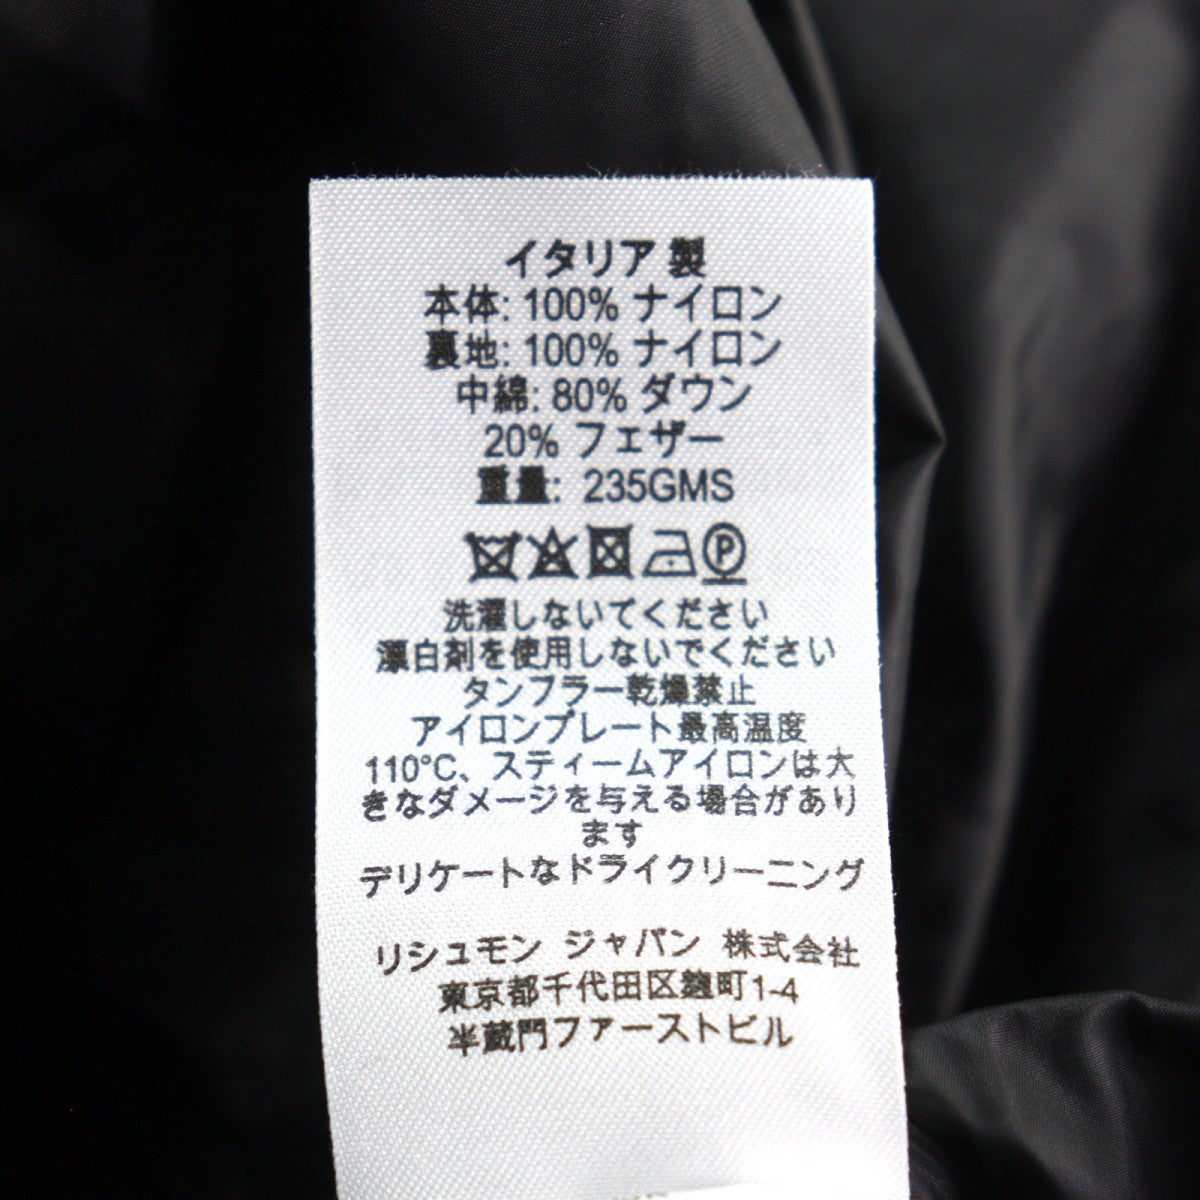 イタリア 製
本体: 100% ナイロン
裏地: 100% ナイロン
中綿: 80% ダウン
20% フェザー
重量: 235GMS
P
洗濯しないてください
漂白剤を使用しないでください
タンフラー乾燥禁止
アイロンプレート最高温度
110°C、スティームアイロンは大
きなダメージを与える場合があり
ます
デリケートなドライクリーニング
リシュモン ジャパン 株式会社
東京都千代田区麹町1-4
半蔵門ファーストビル